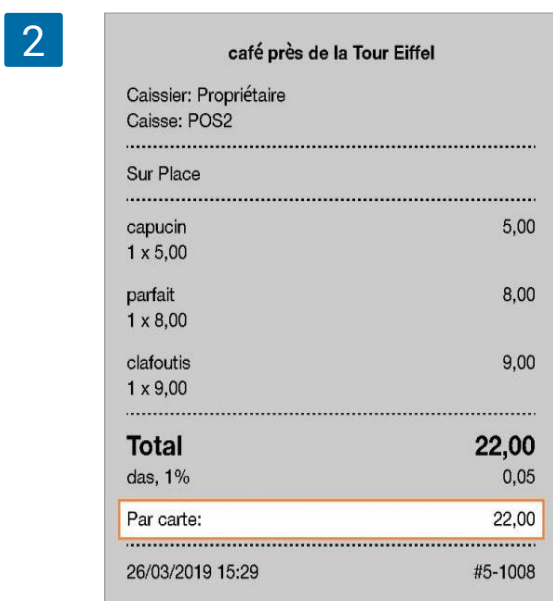 2
café près de la Tour Eiffel
Caissier: Propriétaire
Caisse: POS2
Sur Place
capucin 5,00
1 x 5,00
parfait 8,00
1 x 8,00
clafoutis 9,00
1 x 9,00
Total 22,00
das, 1% 0,05
Par carte: 22,00
26/03/2019 15:29 #5-1008